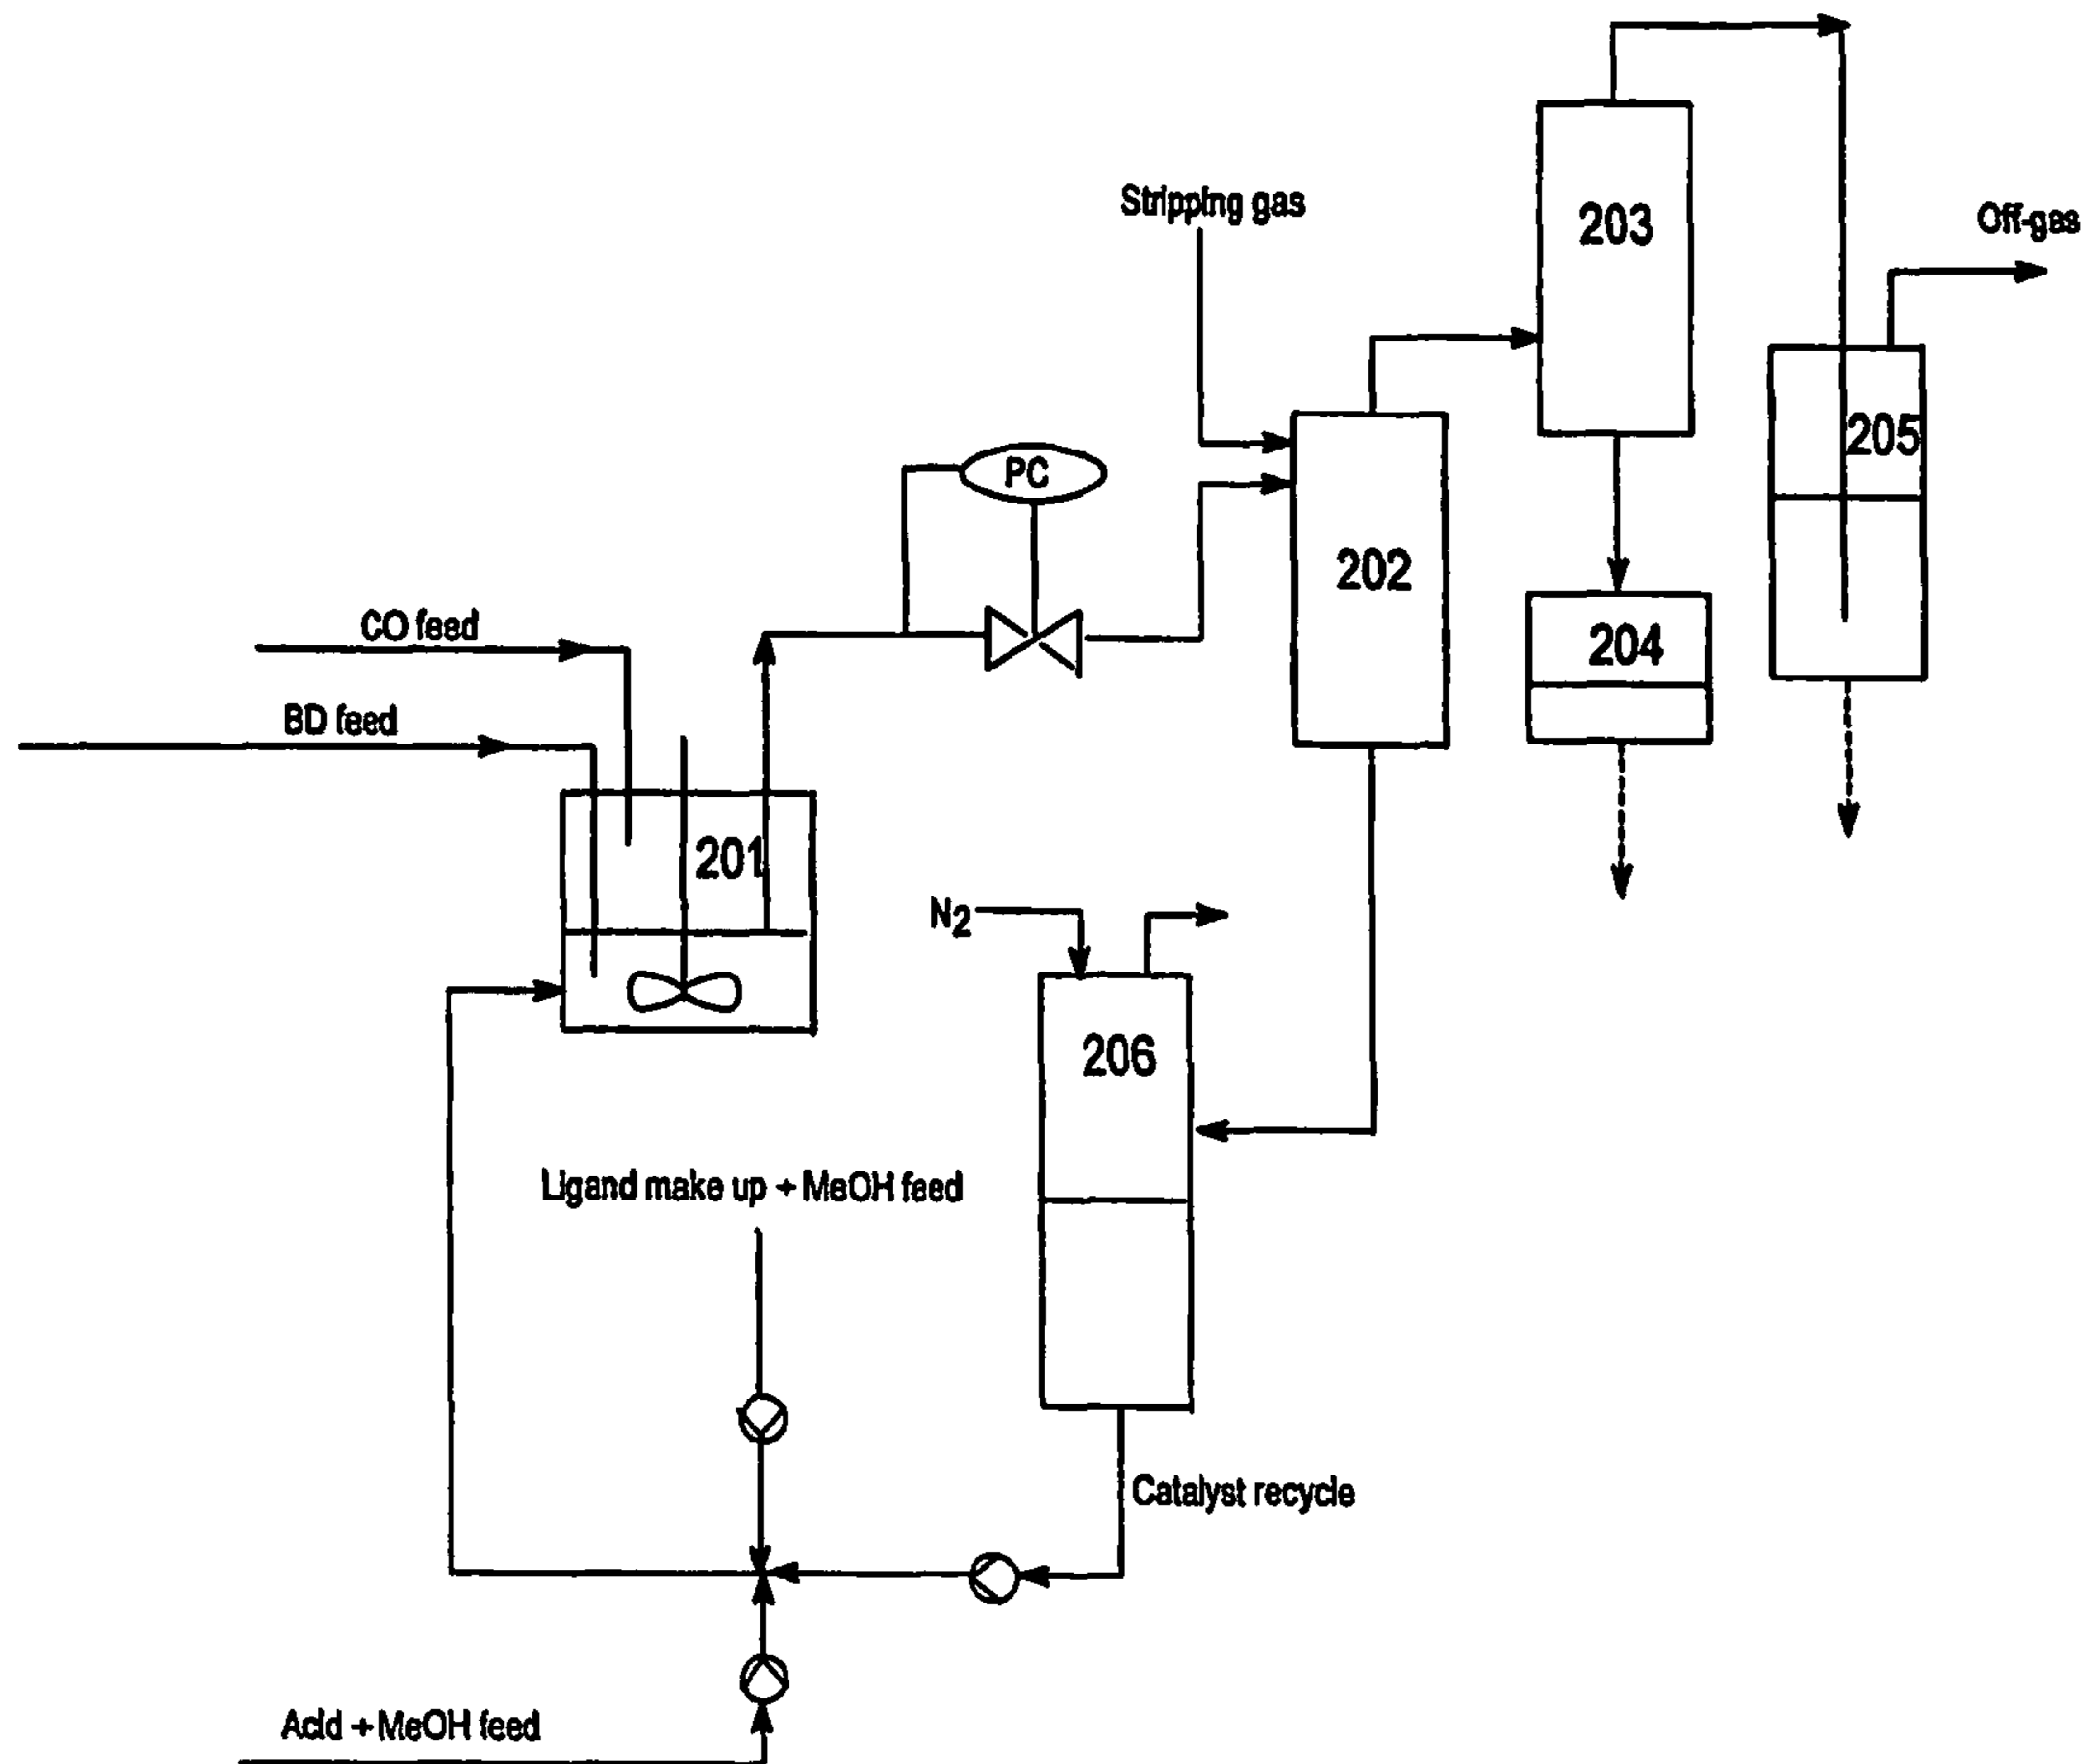 203
Stripping gas
Off-gas
205
PC
202
CO feed
204
BD feed
201
N2
206
Ligand make up + MeOH feed
Catalyst recycle
Acid + MeOH feed